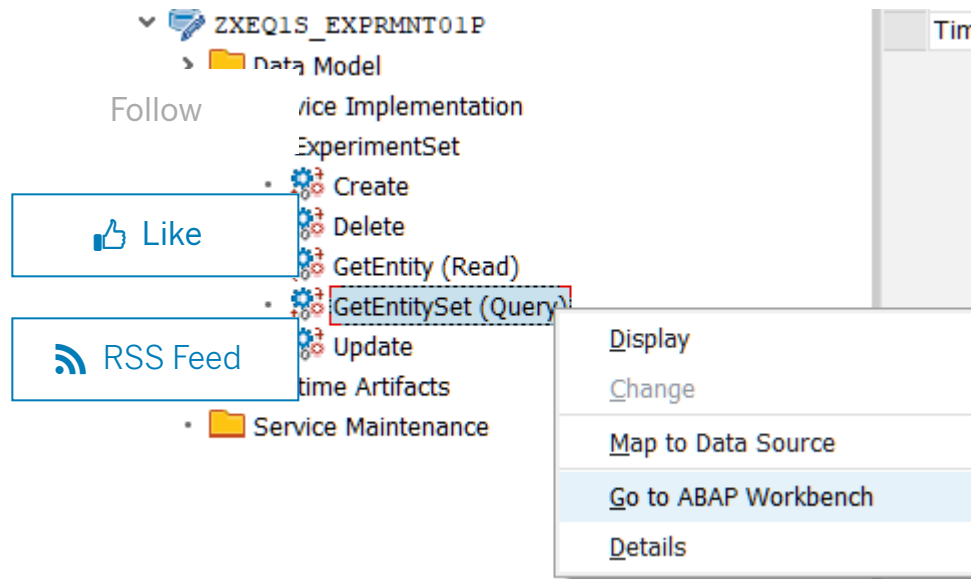 ZXEQ1S_EXPRMNT01P
Tim
Data Model
Follow
vice Implementation
ExperimentSet
Create
Delete
Like
GetEntity (Read)
GetEntitySet (Query)
Display
Update
RSS Feed
time Artifacts
Change
Service Maintenance
Map to Data Source
Go to ABAP Workbench
Details